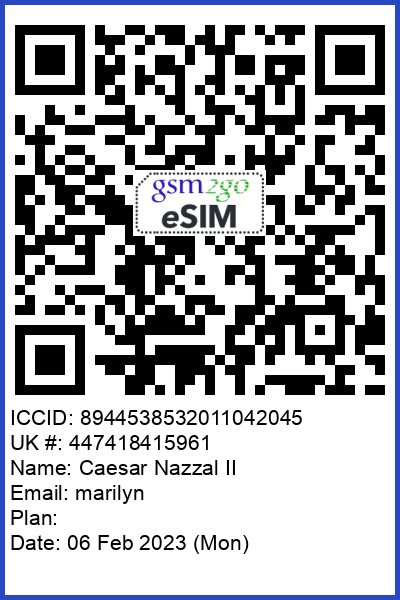 gsm2go
eSIM
ICCID: 8944538532011042045
UK #: 447418415961
Name: Caesar Nazzal II
Email: marilyn
Plan:
Date: 06 Feb 2023 (Mon)